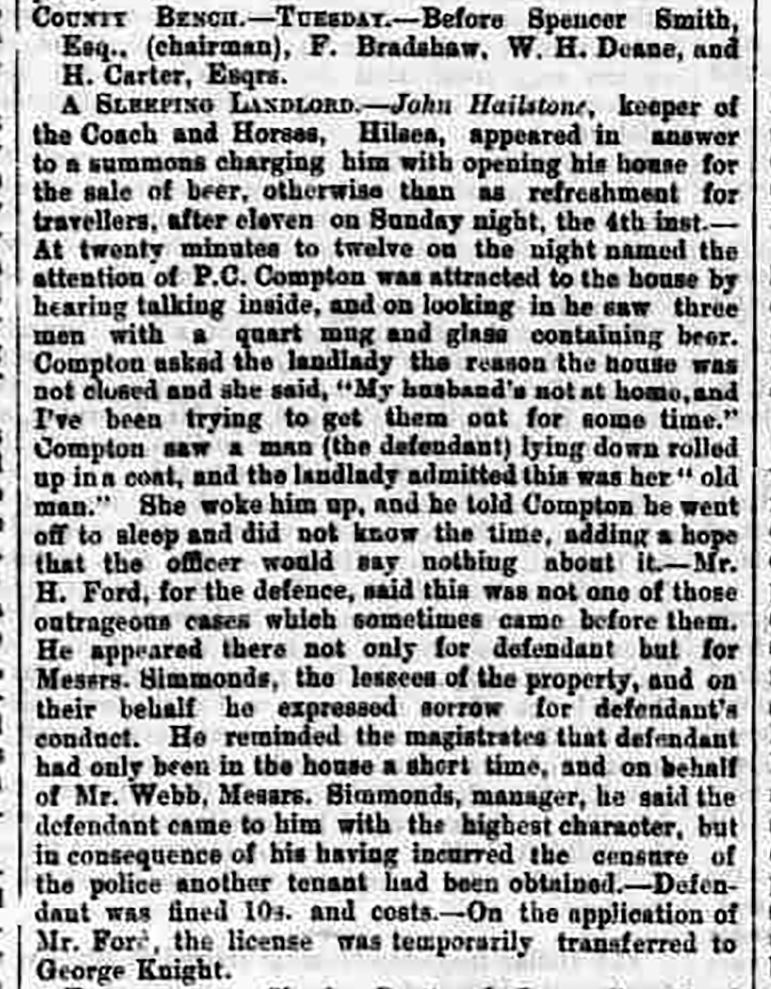 COUNTY BENCH.—TUESDAY.—Before Spencer Smith,
Esq., (chairman), F. Bradshaw, W. H. Deane, and
H. Carter, Esqrs.
A SLEEPING LANDLORD.—John Hailstone, keeper of
the Coach and Horses, Hilsea, appeared in answer
to a summons charging him with opening his house for
the sale of beer, otherwise than as refreshment for
travellers, after eleven on Sunday night, the 4th inst.—
At twenty minutes to twelve on the night named the
attention of P.C. Compton was attracted to the house by
hearing talking inside, and on looking in he saw three
men with a quart mug and glass containing beer.
Compton asked the landlady the reason the house was
not closed and she said, "My husband's not at home, and
I've been trying to get them out for some time."
Compton saw a man (the defendant) lying down rolled
up in a coat, and the landlady admitted this was her "old
man." She woke him up, and he told Compton he went
off to sleep and did not know the time, adding a hope
that the officer would say nothing about it.—Mr.
H. Ford, for the defence, said this was not one of those
outrageous cases which sometimes came before them.
He appeared there not only for defendant but for
Messrs. Simmonds, the lessees of the property, and on
their behalf he expressed sorrow for defendant's
conduct. He reminded the magistrates that defendant
had only been in the house a short time, and on behalf
of Mr. Webb, Messrs. Simmonds, manager, he said the
defendant came to him with the highest character, but
in consequence of his having incurred the censure of
the police another tenant had been obtained.—Defen-
dant was fined 10s. and costs.—On the application of
Mr. Ford, the license was temporarily transferred to
George Knight.